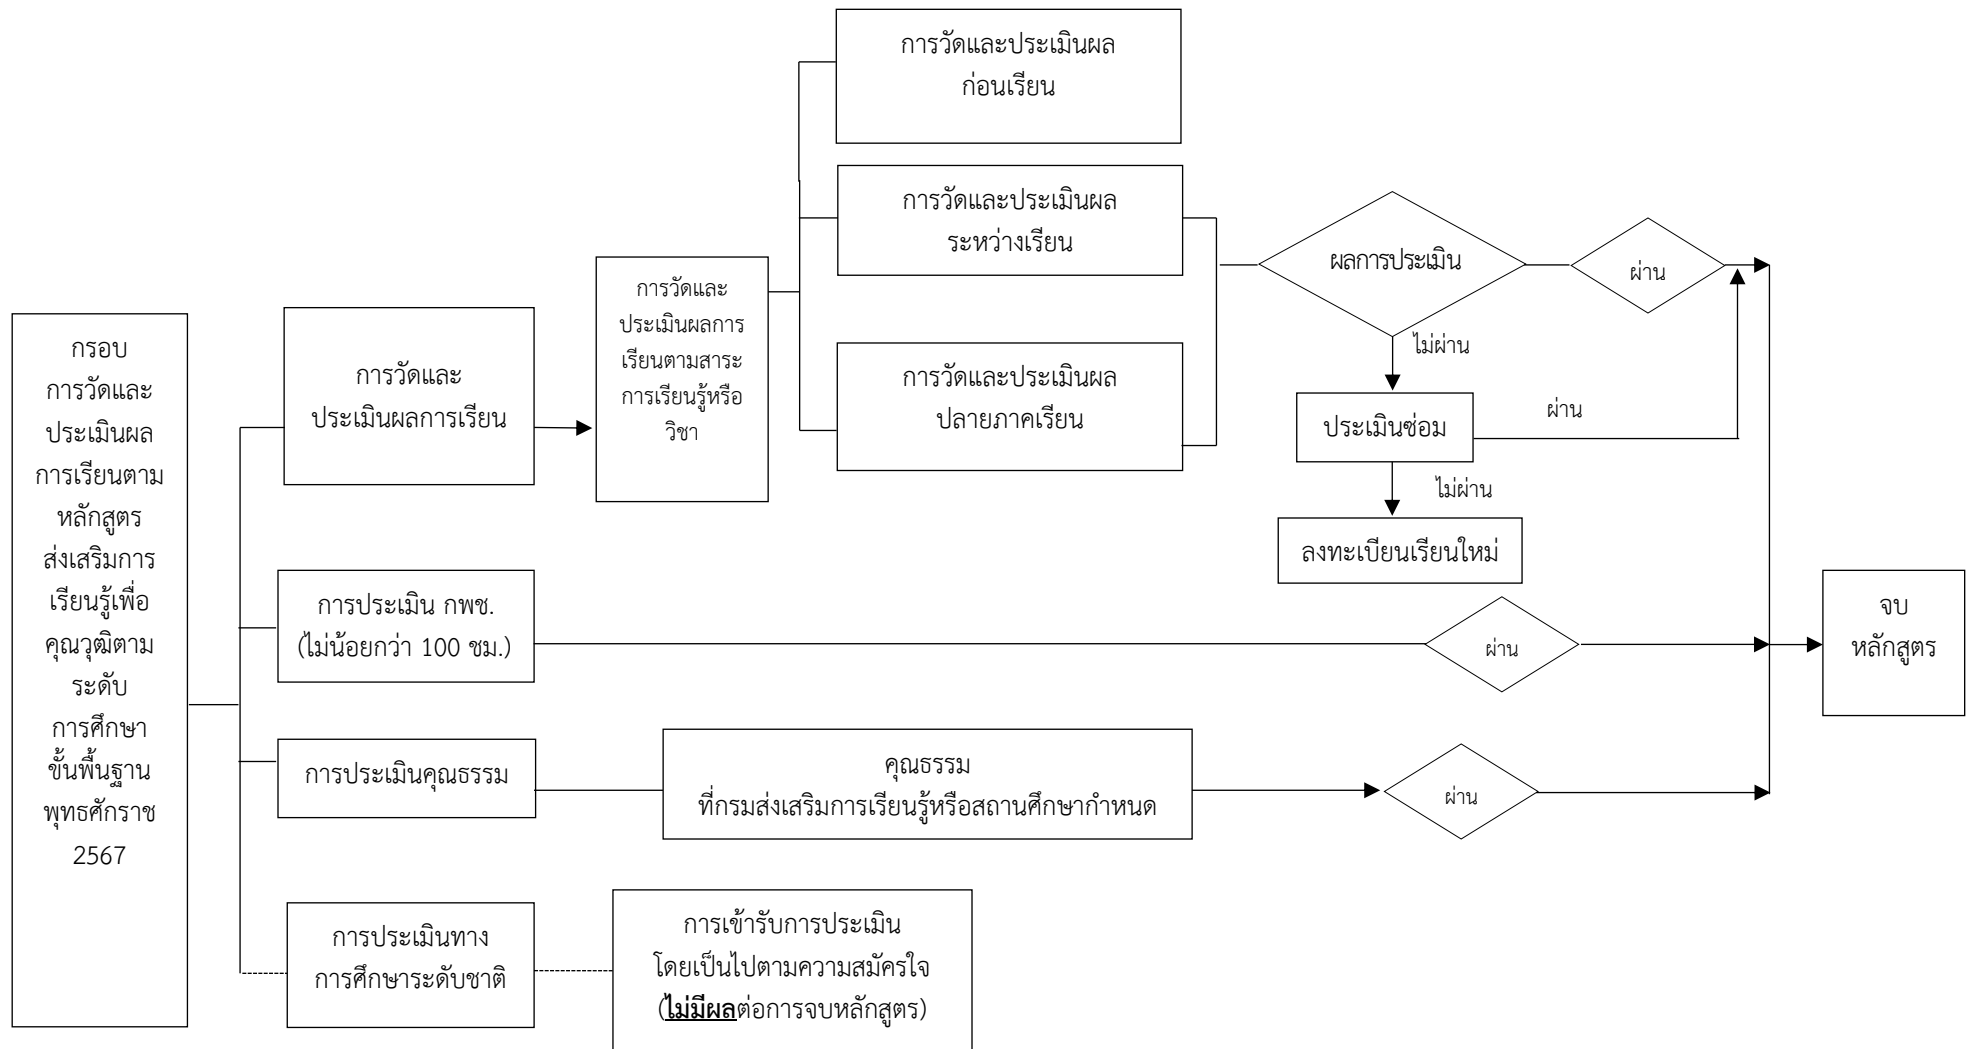 กรอบ
การวัดและ
ประเมินผล
การเรียนตาม
หลักสูตร
ส่งเสริมการ
เรียนรู้เพื่อ
คุณวุฒิตาม
ระดับ
การศึกษา
ขั้นพื้นฐาน
พุทธศักราช
2567
การวัดและ
ประเมินผลการเรียน
การวัดและ
ประเมินผลการ
เรียนตามสาระ
การเรียนรู้หรือ
วิชา
การวัดและประเมินผล
ก่อนเรียน
การวัดและประเมินผล
ระหว่างเรียน
การวัดและประเมินผล
ปลายภาคเรียน
ผลการประเมิน
ผ่าน
ไม่ผ่าน
ประเมินซ่อม
ผ่าน
ไม่ผ่าน
ลงทะเบียนเรียนใหม่
การประเมิน กพช.
(ไม่น้อยกว่า 100 ชม.)
ผ่าน
จบ
หลักสูตร
การประเมินคุณธรรม
คุณธรรม
ที่กรมส่งเสริมการเรียนรู้หรือสถานศึกษากำหนด
ผ่าน
การประเมินทาง
การศึกษาระดับชาติ
การเข้ารับการประเมิน
โดยเป็นไปตามความสมัครใจ
(ไม่มีผลต่อการจบหลักสูตร)